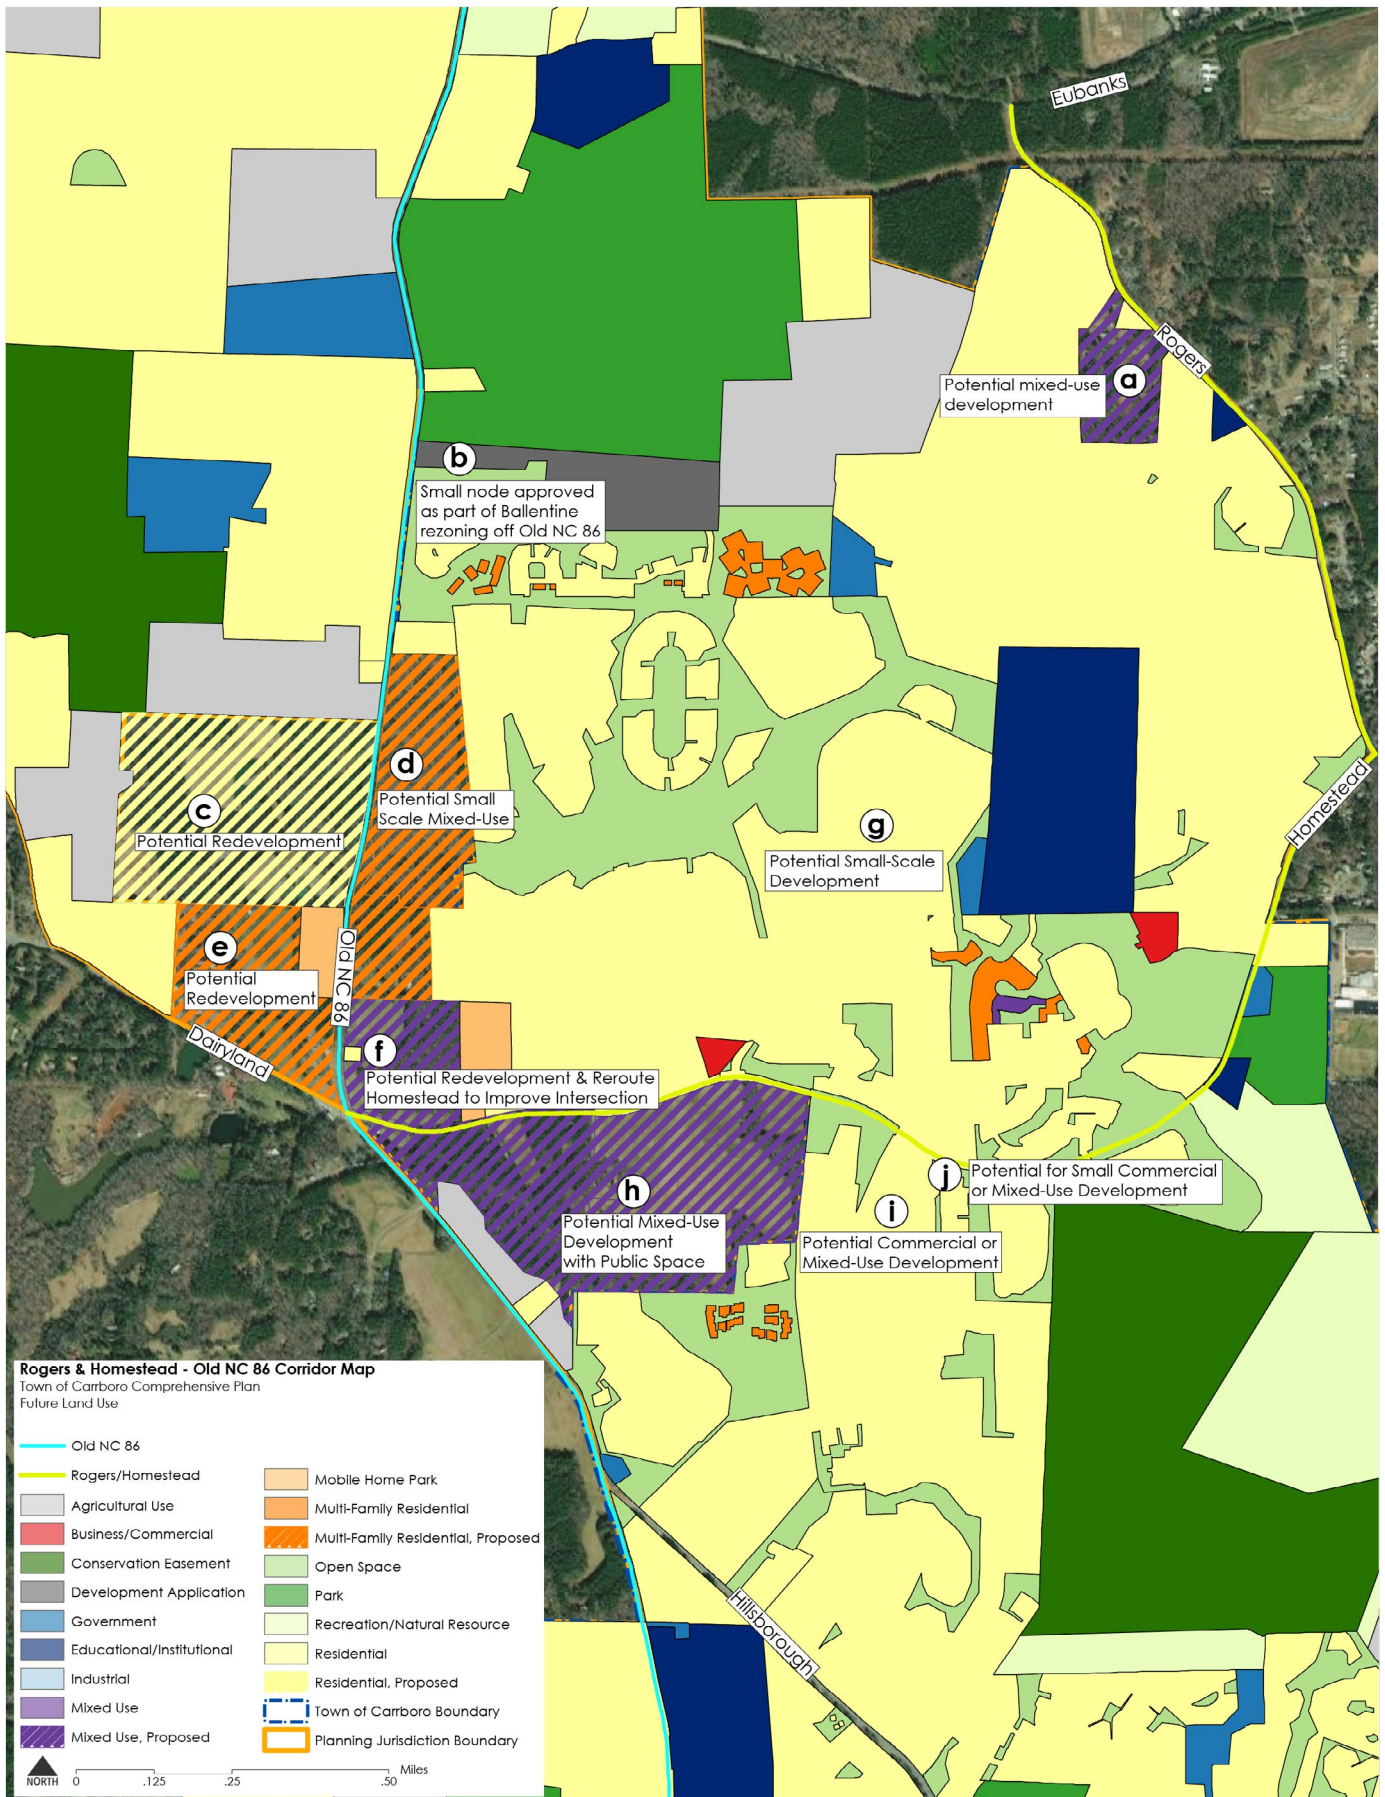 Eubanks
Rogers
Potential mixed-use
development
a
b
Small node approved
as part of Ballentine
rezoning off Old NC 86
Homestead
c
Potential Redevelopment
d
Potential Small
Scale Mixed-Use
g
Potential Small-Scale
Development
e
Potential
Redevelopment
Old NC 86
Dairyland
f
Potential Redevelopment & Reroute
Homestead to Improve Intersection
h
Potential Mixed-Use
Development
with Public Space
i
Potential Commercial or
Mixed-Use Development
j
Potential for Small Commercial
or Mixed-Use Development
Hillsborough
Rogers & Homestead - Old NC 86 Corridor Map
Town of Carrboro Comprehensive Plan
Future Land Use
Old NC 86
Rogers/Homestead
Agricultural Use
Business/Commercial
Conservation Easement
Development Application
Government
Educational/Institutional
Industrial
Mixed Use
Mixed Use, Proposed
Mobile Home Park
Multi-Family Residential
Multi-Family Residential, Proposed
Open Space
Park
Recreation/Natural Resource
Residential
Residential, Proposed
Town of Carrboro Boundary
Planning Jurisdiction Boundary
NORTH
0 .125 .25 .50 Miles